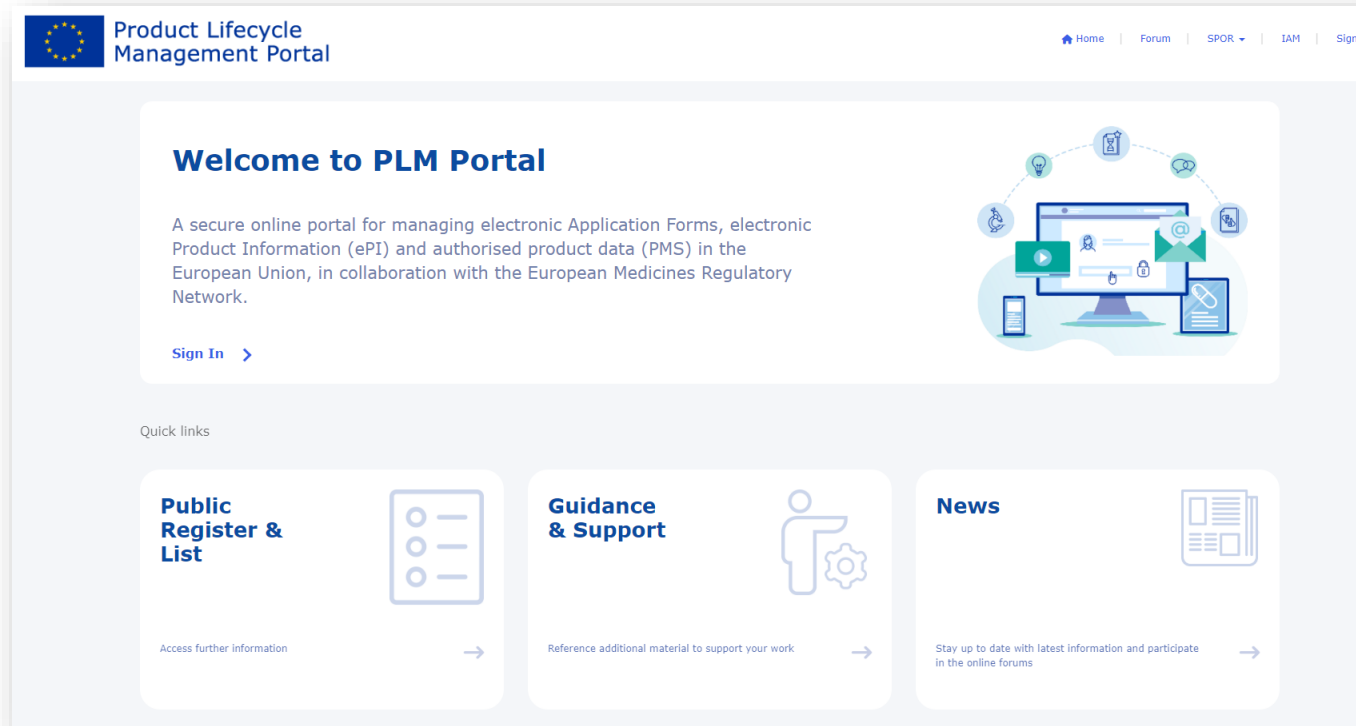 Product Lifecycle
Management Portal
Home | Forum | SPOR | IAM | Sign
Welcome to PLM Portal
A secure online portal for managing electronic Application Forms, electronic
Product Information (ePI) and authorised product data (PMS) in the
European Union, in collaboration with the European Medicines Regulatory
Network.
Sign In
Quick links
Public
Register &
List
Access further information
Guidance
& Support
Reference additional material to support your work
News
Stay up to date with latest information and participate
in the online forums